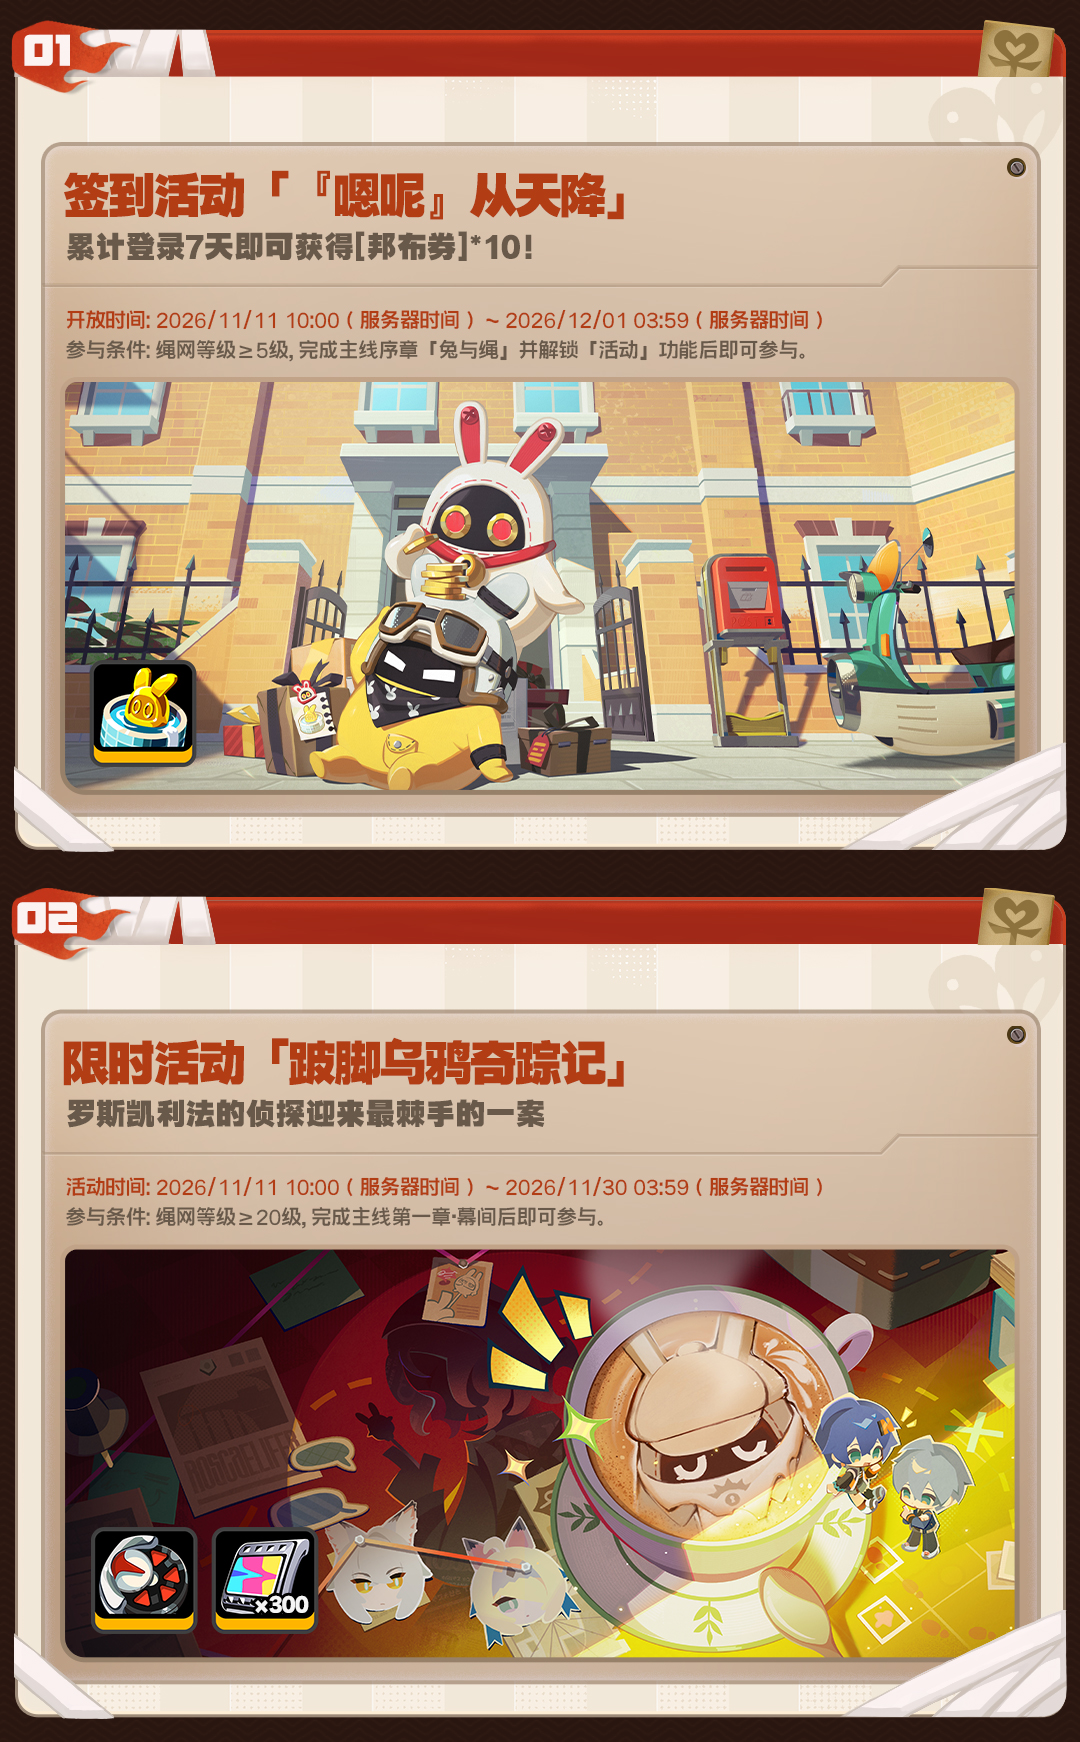 01
签到活动「『嗯呢』从天降」
累计登录7天即可获得[邦布券]*10!
开放时间: 2026/11/11 10:00 ( 服务器时间 ) ~ 2026/12/01 03:59 ( 服务器时间 )
参与条件: 绳网等级≥5级, 完成主线序章「兔与绳」并解锁「活动」功能后即可参与。
02
限时活动「跛脚乌鸦奇踪记」
罗斯凯利法的侦探迎来最棘手的一案
活动时间: 2026/11/11 10:00 ( 服务器时间 ) ~ 2026/11/30 03:59 ( 服务器时间 )
参与条件: 绳网等级≥20级, 完成主线第一章·幕间后即可参与。
×300